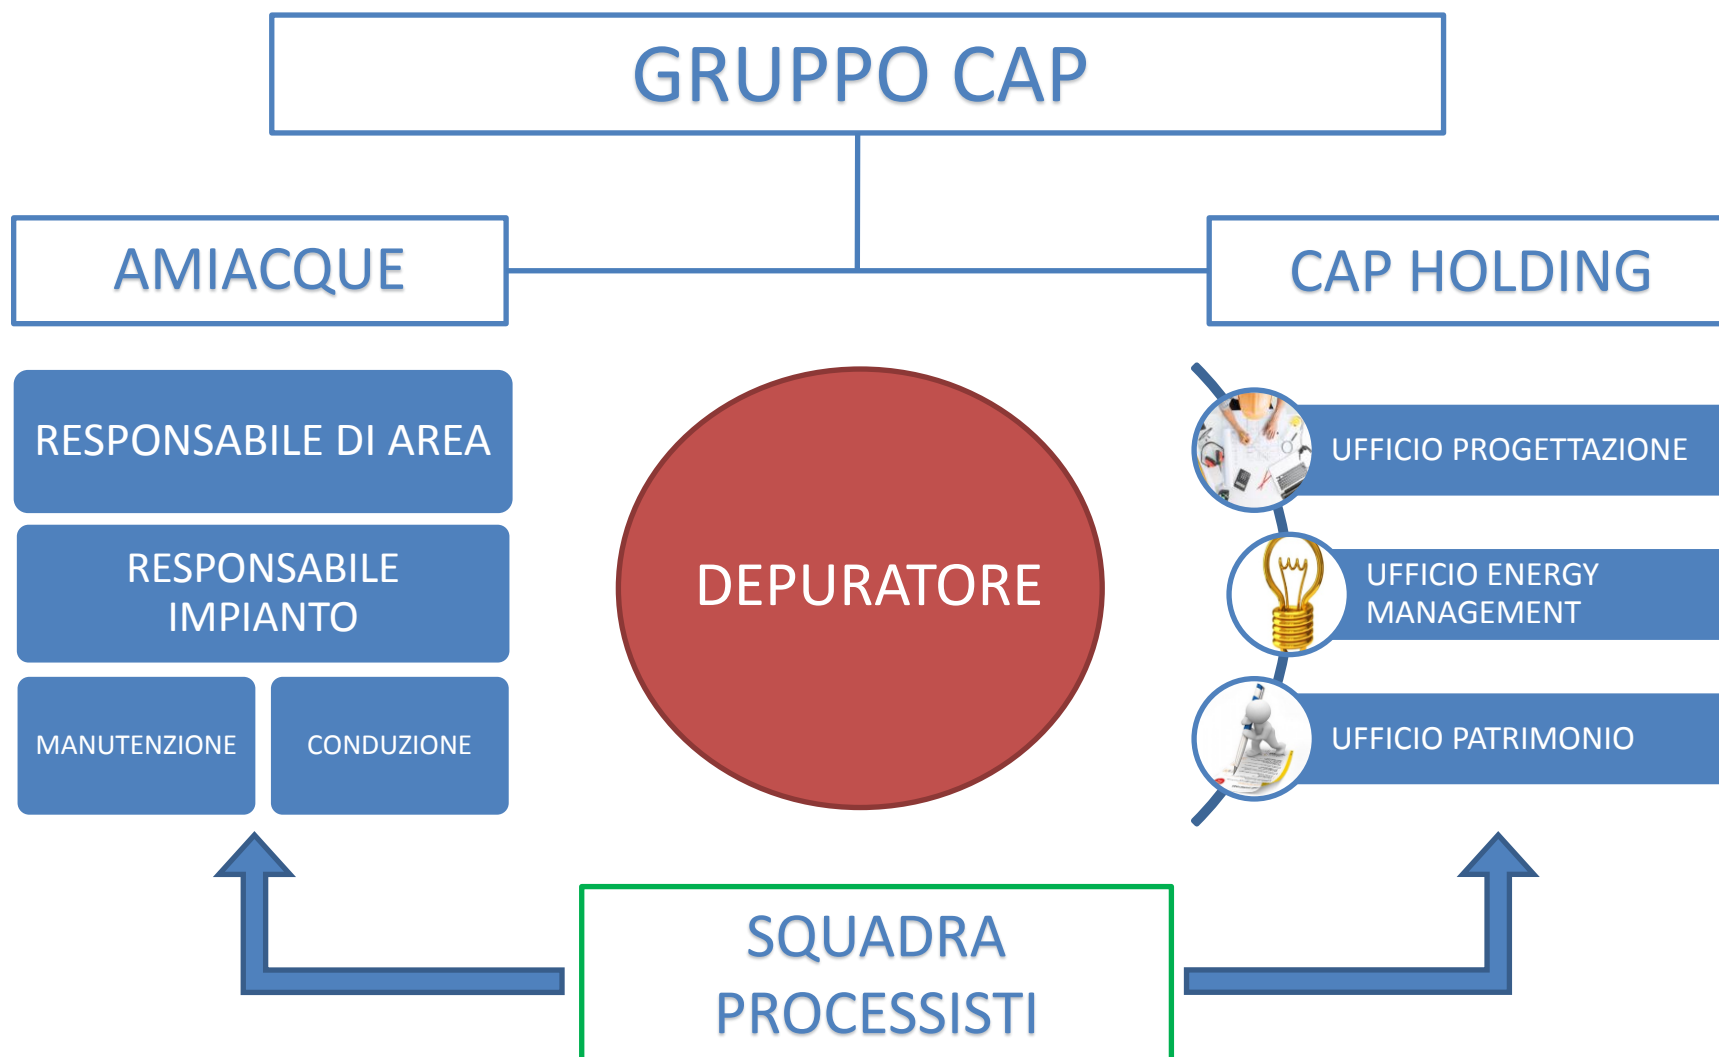 GRUPPO CAP
AMIACQUE
CAP HOLDING
RESPONSABILE DI AREA
RESPONSABILE
IMPIANTO
MANUTENZIONE
CONDUZIONE
DEPURATORE
UFFICIO PROGETTAZIONE
UFFICIO ENERGY
MANAGEMENT
UFFICIO PATRIMONIO
SQUADRA
PROCESSISTI